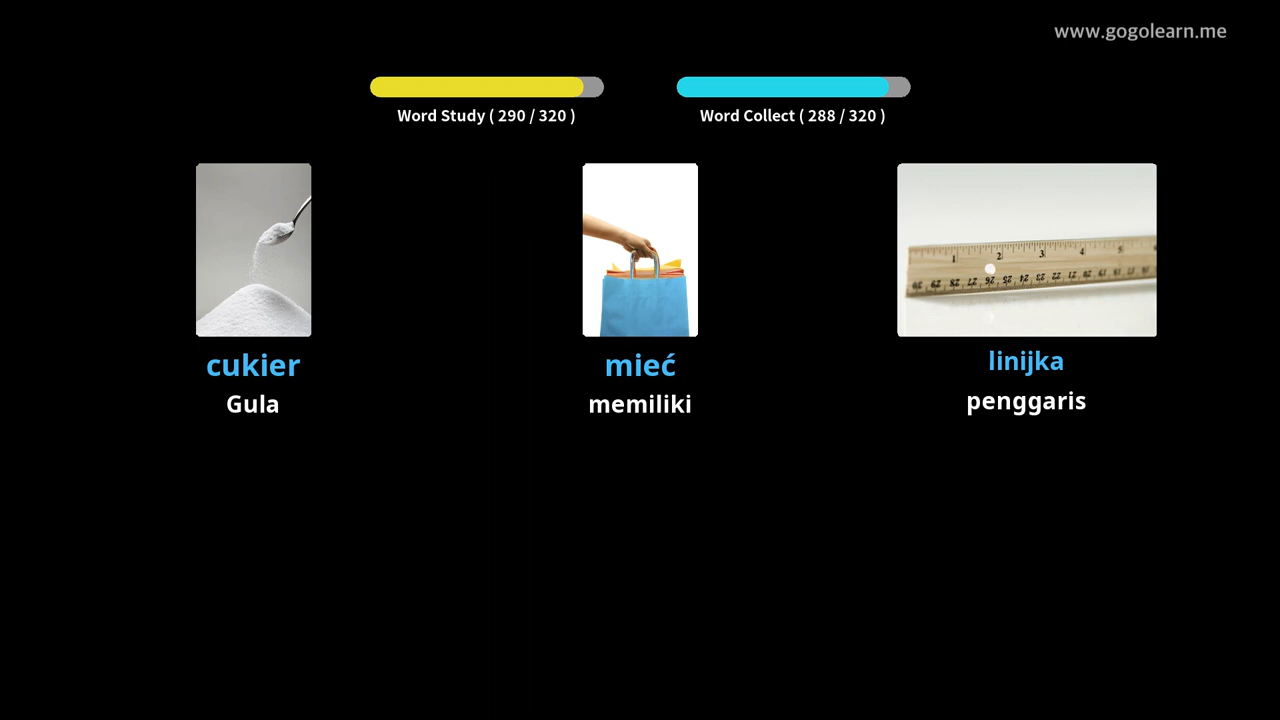 www.gogolearn.me
Word Study ( 290 / 320 )
Word Collect ( 288 / 320 )
cukier
Gula
mieć
memiliki
linijka
penggaris